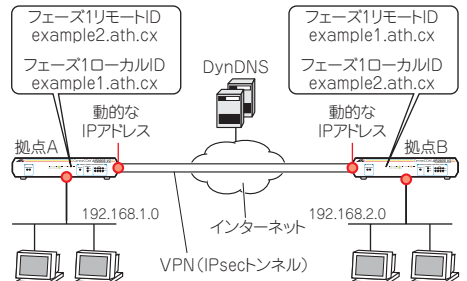 フェーズ1リモートID
example2.ath.cx
フェーズ1ローカルID
example1.ath.cx
フェーズ1リモートID
example1.ath.cx
フェーズ1ローカルID
example2.ath.cx
DynDNS
動的な
IPアドレス
動的な
IPアドレス
拠点A
拠点B
192.168.1.0
インターネット
192.168.2.0
VPN(IPsecトンネル)